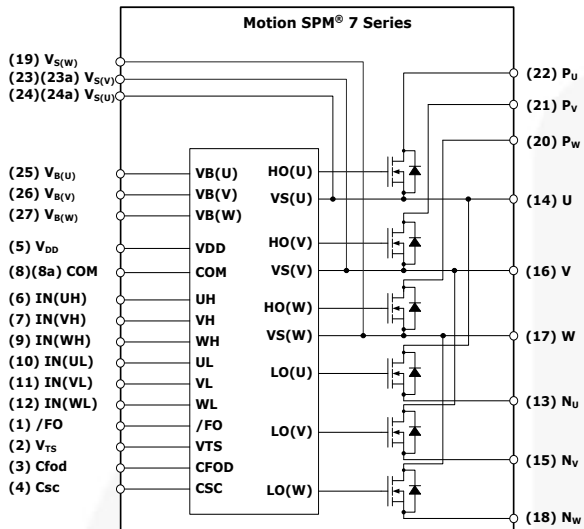 Motion SPM® 7 Series
(19) VS(W)
(23)(23a) VS(V)
(24)(24a) VS(U)
(25) VB(U)
(26) VB(V)
(27) VB(W)
(5) VDD
(8)(8a) COM
(6) IN(UH)
(7) IN(VH)
(9) IN(WH)
(10) IN(UL)
(11) IN(VL)
(12) IN(WL)
(1) /FO
(2) VTS
(3) Cfod
(4) Csc
VB(U)
VB(V)
VB(W)
VDD
COM
UH
VH
WH
UL
VL
WL
/FO
VTS
CFOD
CSC
HO(U)
VS(U)
HO(V)
VS(V)
HO(W)
VS(W)
LO(U)
LO(V)
LO(W)
(22) PU
(21) PV
(20) PW
(14) U
(16) V
(17) W
(13) NU
(15) NV
(18) NW